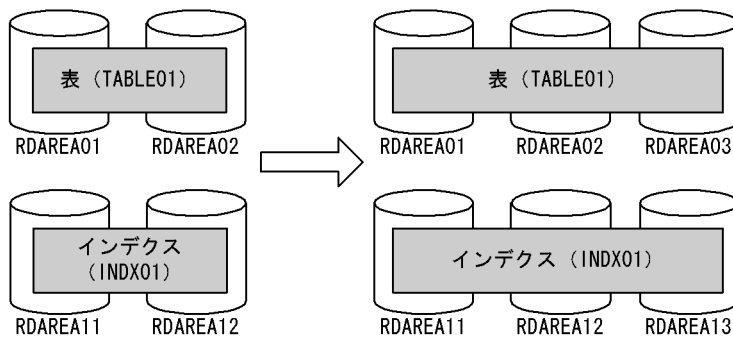 表（TABLE01）
RDAREA01
RDAREA02
表（TABLE01）
RDAREA01
RDAREA02
RDAREA03
インデクス
（INDX01）
RDAREA11
RDAREA12
インデクス（INDX01）
RDAREA11
RDAREA12
RDAREA13